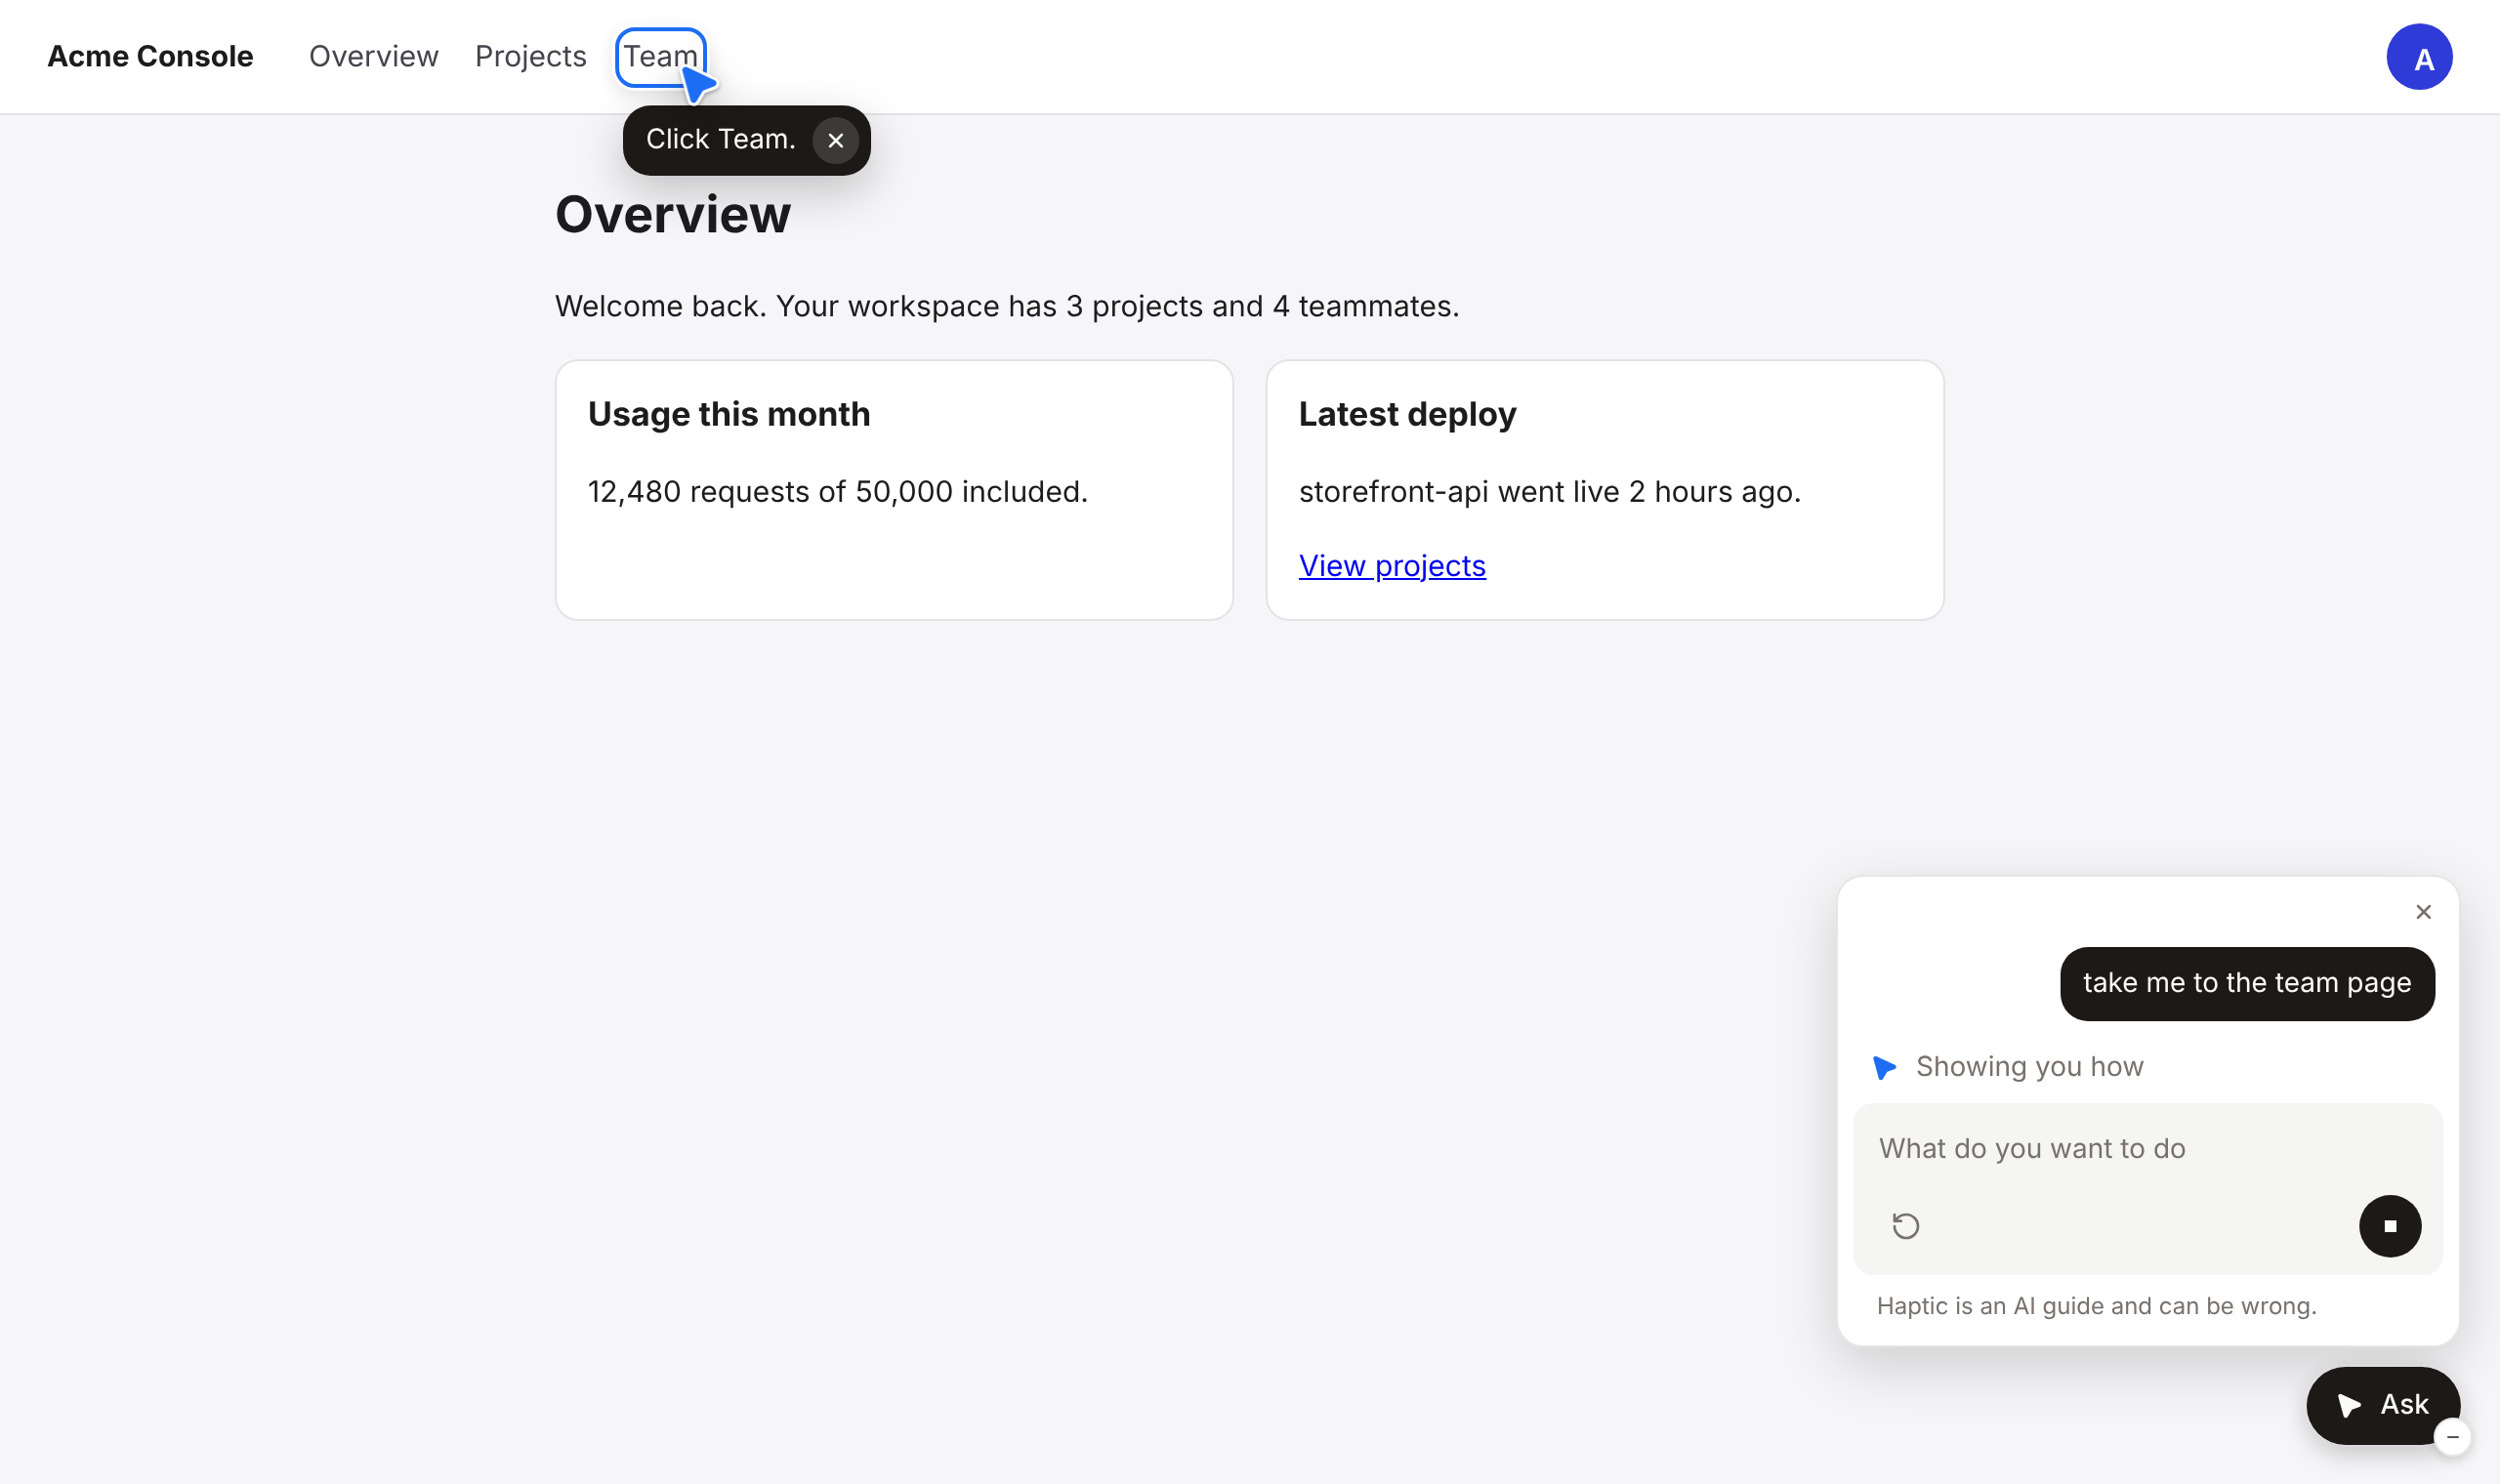 Acme Console
Overview
Projects
Team
A
Click Team.
Overview
Welcome back. Your workspace has 3 projects and 4 teammates.
Usage this month
12,480 requests of 50,000 included.
Latest deploy
storefront-api went live 2 hours ago.
View projects
take me to the team page
Showing you how
What do you want to do
Haptic is an AI guide and can be wrong.
Ask